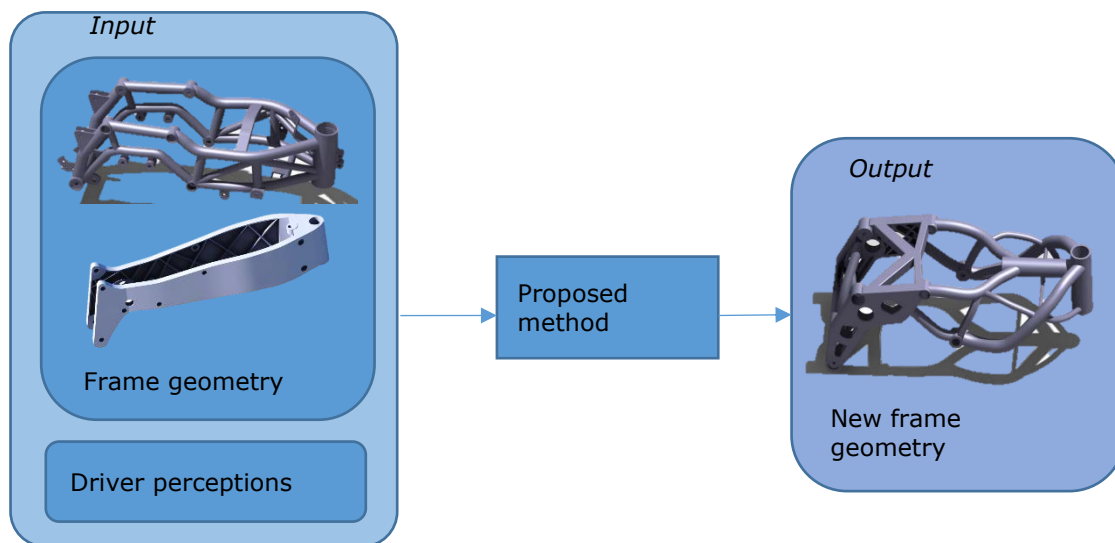 Input
Frame geometry
Driver perceptions
Proposed
method
Output
New frame
geometry